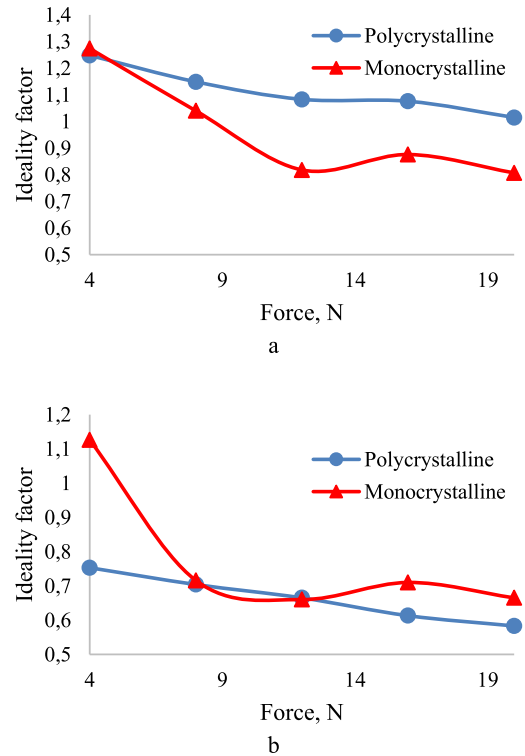 1,4
1,3
1,2
1,1
1
0,9
0,8
0,7
0,6
0,5
Ideality factor
Polycrystalline
Monocrystalline
4 9 14 19
Force, N
a
1,2
1,1
1
0,9
0,8
0,7
0,6
0,5
Ideality factor
Polycrystalline
Monocrystalline
4 9 14 19
Force, N
b